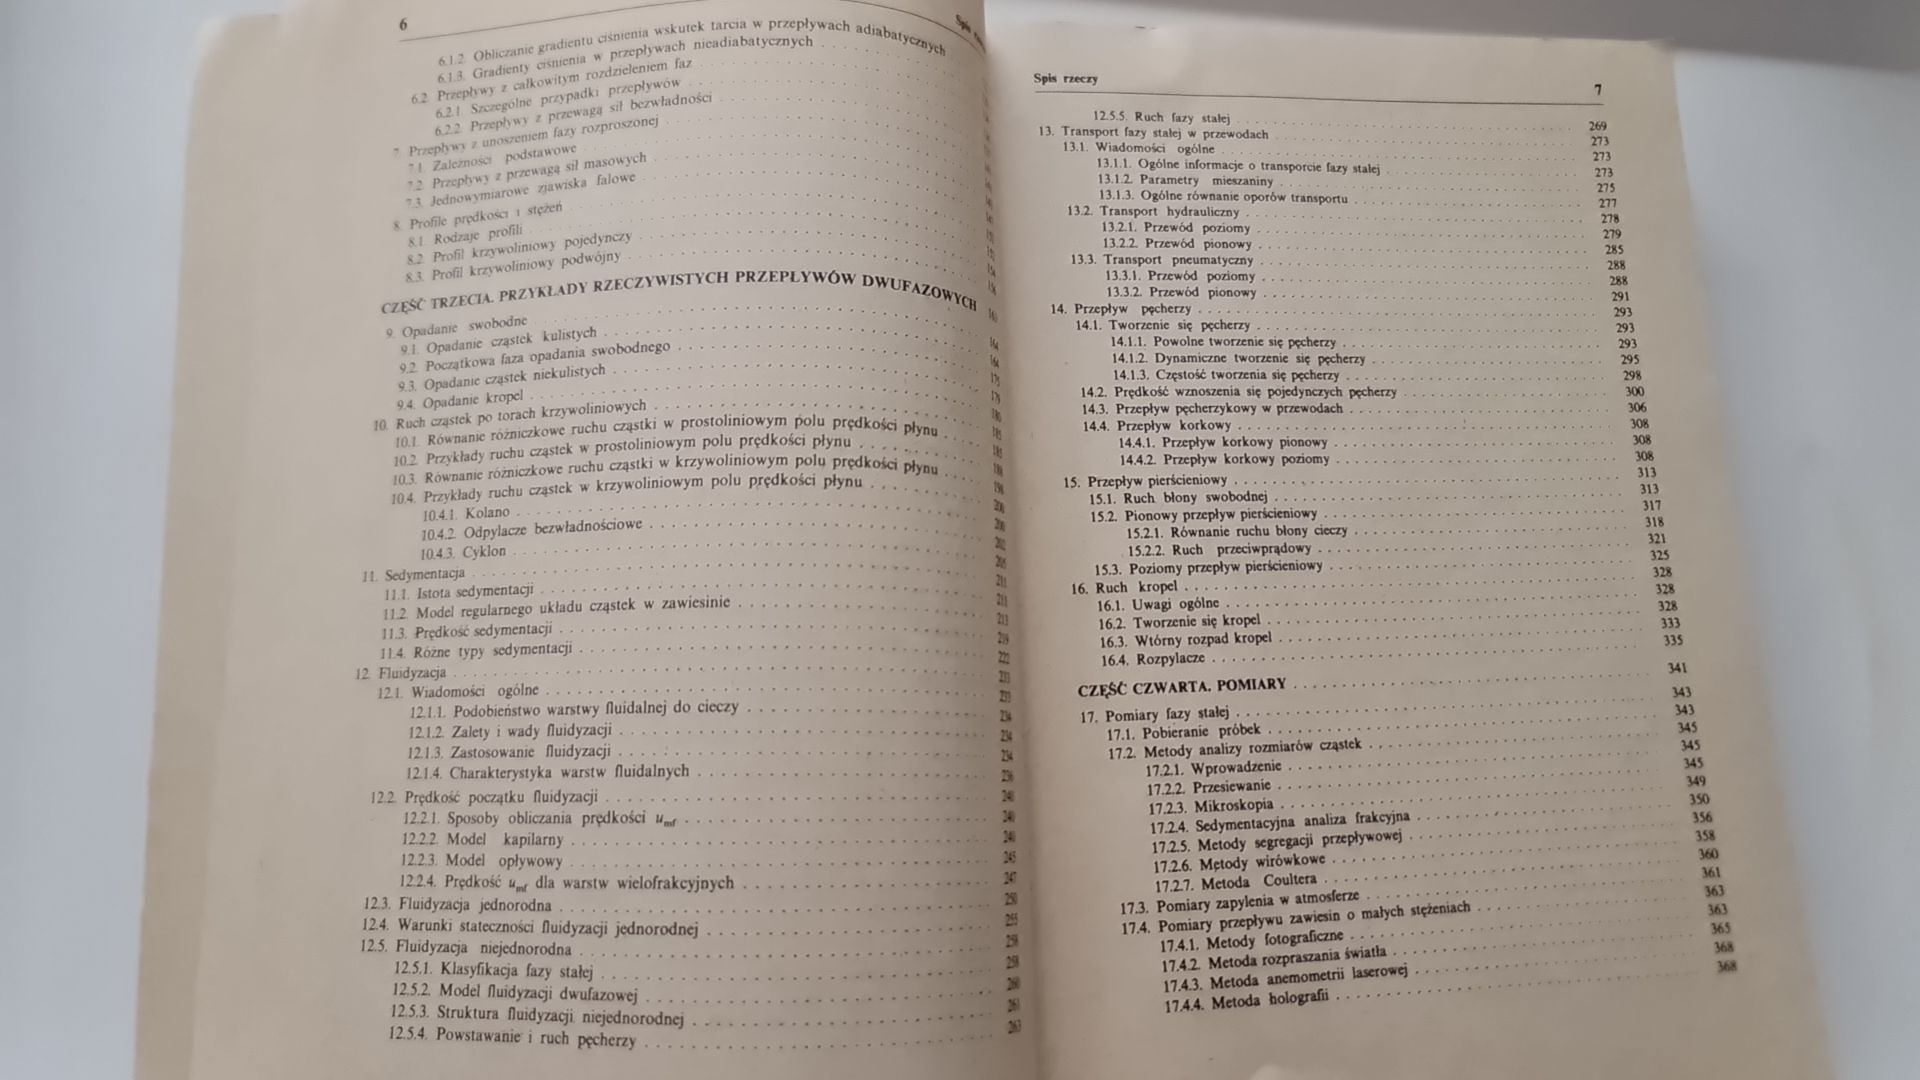 6
6.1.2. Obliczanie gradientu ciśnienia wskutek tarcia w przepływach adiabatycznych
6.1.3. Gradienty ciśnienia w przepływach nieadiabatycznych
6.2. Przepływy z całkowitym rozdzieleniem faz
6.2.1. Szczególne przypadki przepływów
6.2.2. Przepływy z przewagą sił bezwładności
7. Przepływy z unoszeniem fazy rozproszonej
7.1. Zależności podstawowe
7.2. Przepływy z przewagą sił masowych
7.3. Jednowymiarowe zjawiska falowe
8. Profile prędkości i stężeń
8.1. Rodzaje profili
8.2. Profil krzywoliniowy pojedynczy
8.3. Profil krzywoliniowy podwójny
CZĘŚĆ TRZECIA. PRZYKŁADY RZECZYWISTYCH PRZEPŁYWÓW DWUFAZOWYCH
9. Opadanie swobodne
9.1. Opadanie cząstek kulistych
9.2. Początkowa faza opadania swobodnego
9.3. Opadanie cząstek niekulistych
9.4. Opadanie kropel
10. Ruch cząstek po torach krzywoliniowych
10.1. Równanie różniczkowe ruchu cząstki w prostoliniowym polu prędkości płynu
10.2. Przykłady ruchu cząstek w prostoliniowym polu prędkości płynu
10.3. Równanie różniczkowe ruchu cząstki w krzywoliniowym polu prędkości płynu
10.4. Przykłady ruchu cząstek w krzywoliniowym polu prędkości płynu
10.4.1. Kolano
10.4.2. Odpylacze bezwładnościowe
10.4.3. Cyklon
11. Sedymentacja
11.1. Istota sedymentacji
11.2. Model regularnego układu cząstek w zawiesinie
11.3. Prędkość sedymentacji
11.4. Różne typy sedymentacji
12. Fluidyzacja
12.1. Wiadomości ogólne
12.1.1. Podobieństwo warstwy fluidalnej do cieczy
12.1.2. Zalety i wady fluidyzacji
12.1.3. Zastosowanie fluidyzacji
12.1.4. Charakterystyka warstw fluidalnych
12.2. Prędkość początku fluidyzacji
12.2.1. Sposoby obliczania prędkości umf
12.2.2. Model kapilarny
12.2.3. Model opływowy
12.2.4. Prędkość umf dla warstw wielofrakcyjnych 247
12.3. Fluidyzacja jednorodna 250
12.4. Warunki stateczności fluidyzacji jednorodnej 255
12.5. Fluidyzacja niejednorodna
12.5.1. Klasyfikacja fazy stałej
12.5.2. Model fluidyzacji dwufazowej 260
12.5.3. Struktura fluidyzacji niejednorodnej 261
12.5.4. Powstawanie i ruch pęcherzy 263
Spis rzeczy 7
12.5.5. Ruch fazy stałej 269
13. Transport fazy stałej w przewodach 273
13.1. Wiadomości ogólne 273
13.1.1. Ogólne informacje o transporcie fazy stałej 273
13.1.2. Parametry mieszaniny 275
13.1.3. Ogólne równanie oporów transportu 277
13.2. Transport hydrauliczny 278
13.2.1. Przewód poziomy 279
13.2.2. Przewód pionowy 285
13.3. Transport pneumatyczny 288
13.3.1. Przewód poziomy 288
13.3.2. Przewód pionowy 291
14. Przepływ pęcherzy 293
14.1. Tworzenie się pęcherzy 293
14.1.1. Powolne tworzenie się pęcherzy 293
14.1.2. Dynamiczne tworzenie się pęcherzy 295
14.1.3. Częstość tworzenia się pęcherzy 298
14.2. Prędkość wznoszenia się pojedynczych pęcherzy 300
14.3. Przepływ pęcherzykowy w przewodach 306
14.4. Przepływ korkowy 308
14.4.1. Przepływ korkowy pionowy 308
14.4.2. Przepływ korkowy poziomy 308
15. Przepływ pierścieniowy 313
15.1. Ruch błony swobodnej 313
15.2. Pionowy przepływ pierścieniowy 317
15.2.1. Równanie ruchu błony cieczy 318
15.2.2. Ruch przeciwprądowy 321
15.3. Poziomy przepływ pierścieniowy 325
16. Ruch kropel 328
16.1. Uwagi ogólne 328
16.2. Tworzenie się kropel 328
16.3. Wtórny rozpad kropel 333
16.4. Rozpylacze 335
CZĘŚĆ CZWARTA. POMIARY 341
17. Pomiary fazy stałej 343
17.1. Pobieranie próbek 343
17.2. Metody analizy rozmiarów cząstek 345
17.2.1. Wprowadzenie 345
17.2.2. Przesiewanie 345
17.2.3. Mikroskopia 349
17.2.4. Sedymentacyjna analiza frakcyjna 350
17.2.5. Metody segregacji przepływowej 356
17.2.6. Metody wirówkowe 358
17.2.7. Metoda Coultera 360
17.3. Pomiary zapylenia w atmosferze 361
17.4. Pomiary przepływu zawiesin o małych stężeniach 363
17.4.1. Metody fotograficzne 363
17.4.2. Metoda rozpraszania światła 365
17.4.3. Metoda anemometrii laserowej 368
17.4.4. Metoda holografii 368